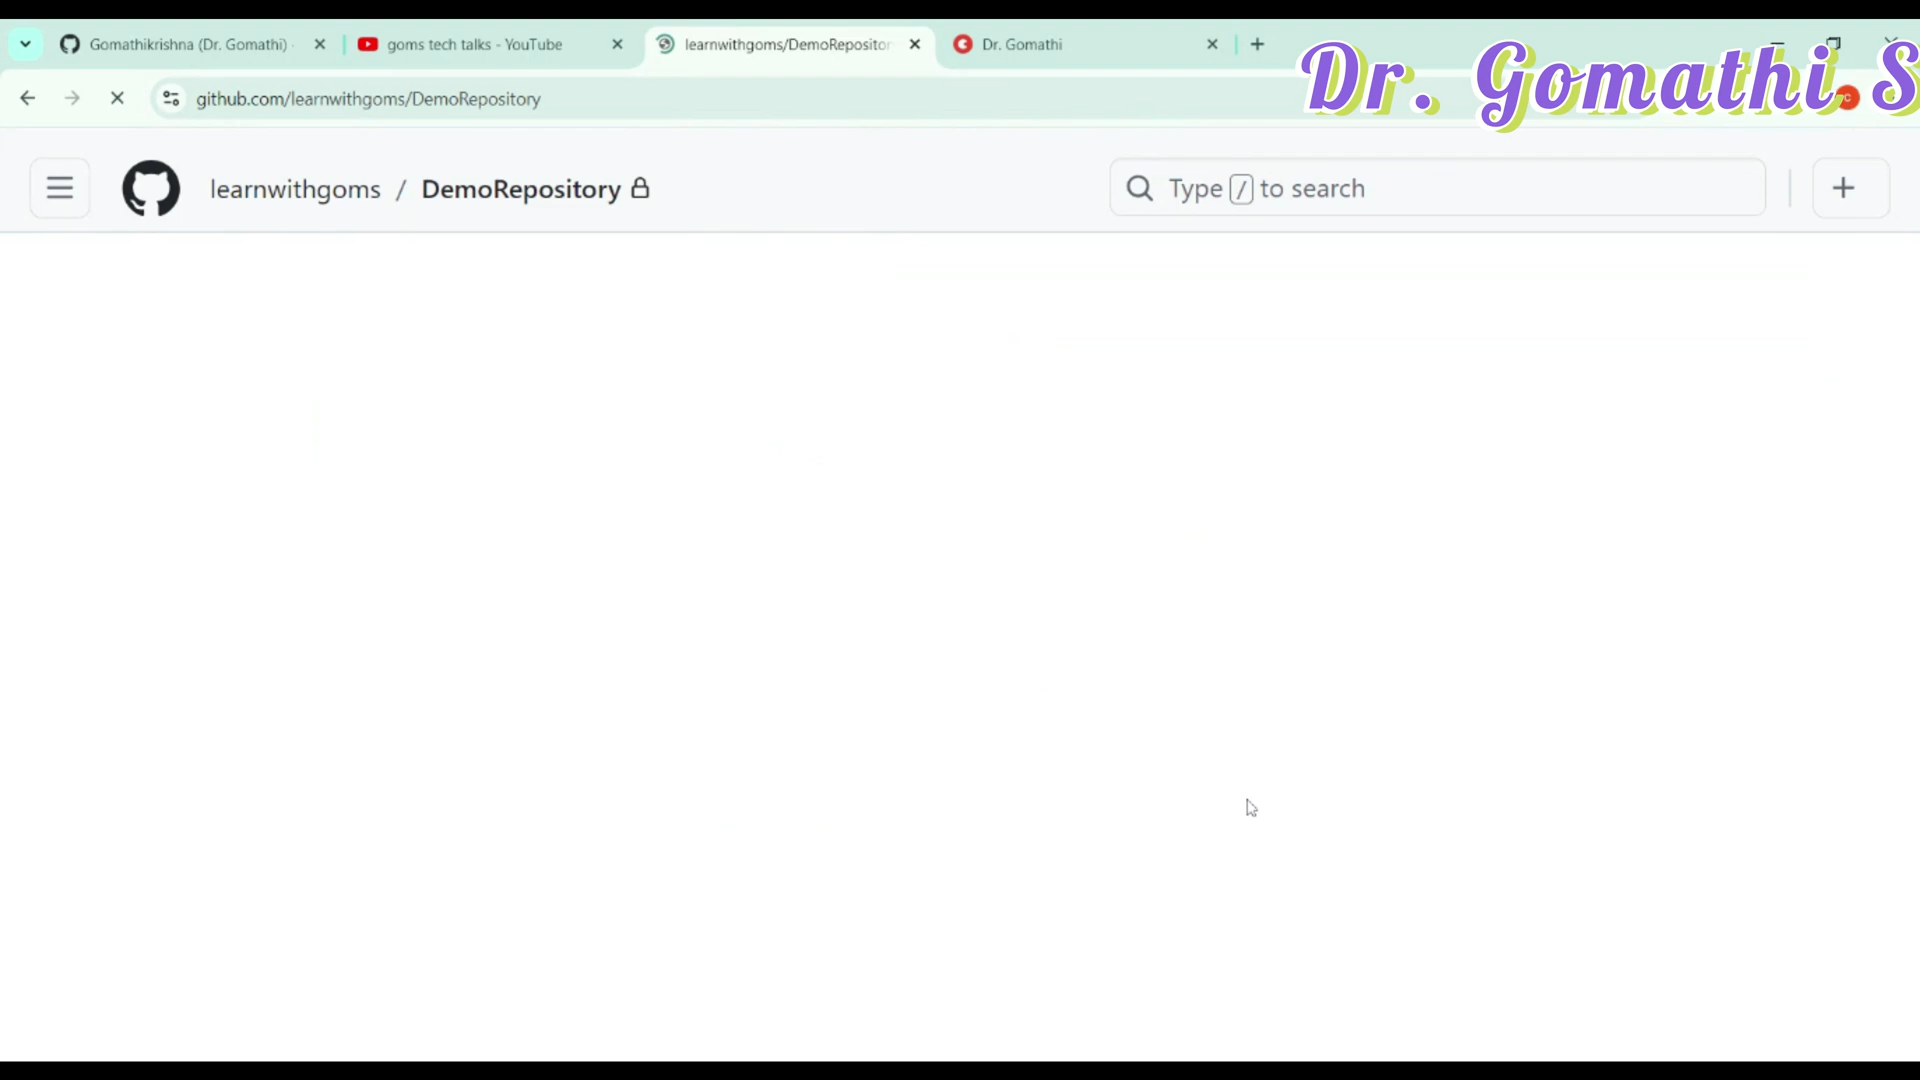 Gomathikrishna (Dr. Gomathi)
goms tech talks - YouTube
learnwithgoms/DemoRepositor
Dr. Gomathi
Dr. Gomathi S
github.com/learnwithgoms/DemoRepository
learnwithgoms / DemoRepository
Type / to search